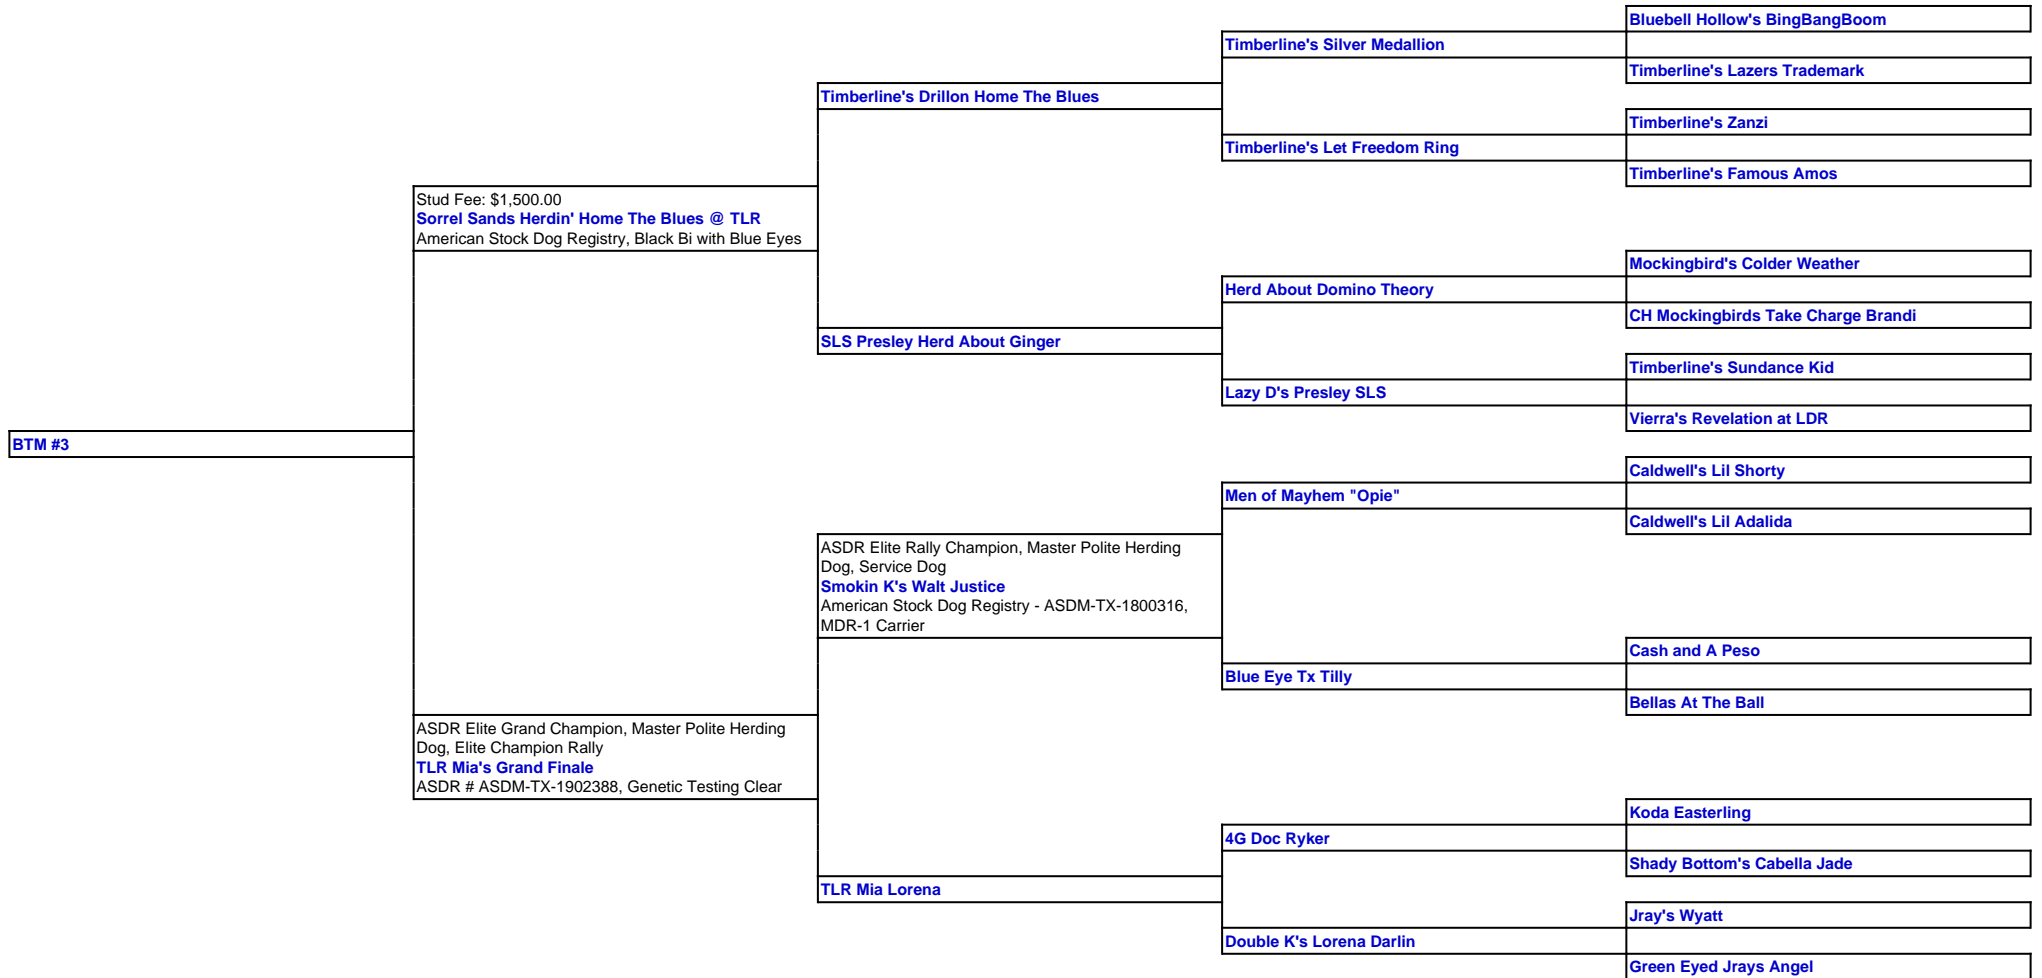 Bluebell Hollow's BingBangBoom
Timberline's Silver Medallion
Timberline's Lazers Trademark
Timberline's Drillon Home The Blues
Timberline's Zanzi
Timberline's Let Freedom Ring
Timberline's Famous Amos
Stud Fee: $1,500.00
Sorrel Sands Herdin' Home The Blues @ TLR
American Stock Dog Registry, Black Bi with Blue Eyes
Mockingbird's Colder Weather
Herd About Domino Theory
CH Mockingbirds Take Charge Brandi
SLS Presley Herd About Ginger
Timberline's Sundance Kid
Lazy D's Presley SLS
Vierra's Revelation at LDR
BTM #3
Caldwell's Lil Shorty
Men of Mayhem "Opie"
Caldwell's Lil Adalida
ASDR Elite Rally Champion, Master Polite Herding
Dog, Service Dog
Smokin K's Walt Justice
American Stock Dog Registry - ASDM-TX-1800316,
MDR-1 Carrier
Cash and A Peso
Blue Eye Tx Tilly
Bellas At The Ball
ASDR Elite Grand Champion, Master Polite Herding
Dog, Elite Champion Rally
TLR Mia's Grand Finale
ASDR # ASDM-TX-1902388, Genetic Testing Clear
Koda Easterling
4G Doc Ryker
Shady Bottom's Cabella Jade
TLR Mia Lorena
Jray's Wyatt
Double K's Lorena Darlin
Green Eyed Jrays Angel